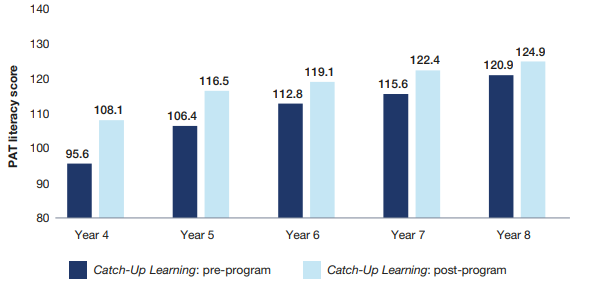 PAT literacy score
140
130
120
110
100
90
80
95.6
108.1
106.4
116.5
112.8
119.1
115.6
122.4
120.9
124.9
Year 4
Year 5
Year 6
Year 7
Year 8
Catch-Up Learning: pre-program
Catch-Up Learning: post-program